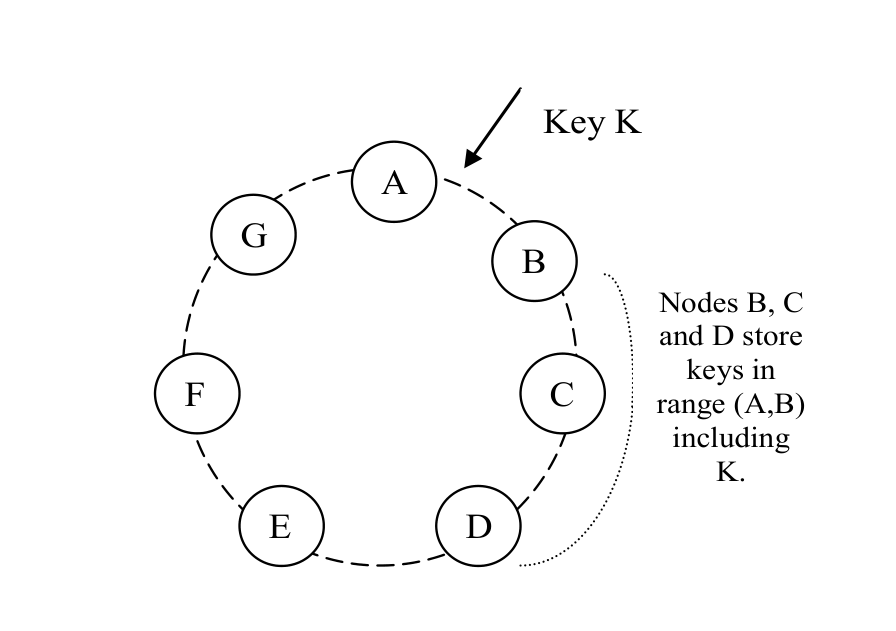 Key K
A
G
B
Nodes B, C
and D store
keys in
range (A,B)
including
K.
F
C
E
D